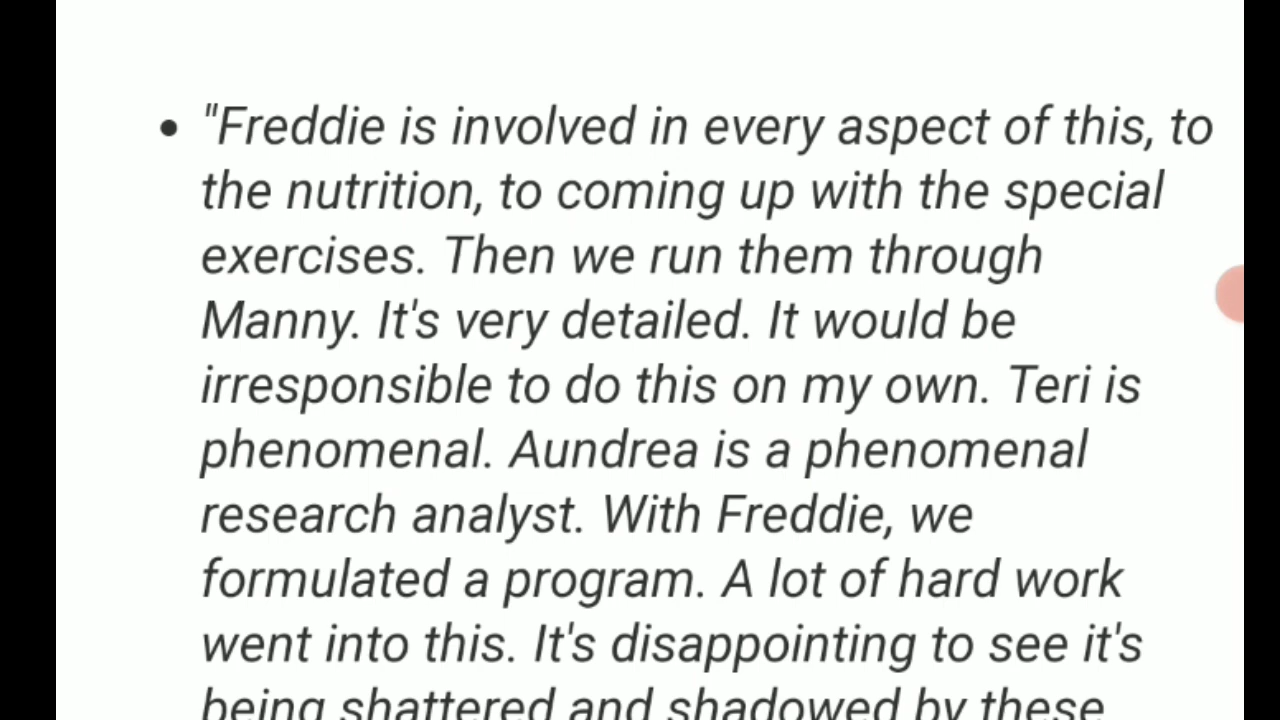 • "Freddie is involved in every aspect of this, to
the nutrition, to coming up with the special
exercises. Then we run them through
Manny. It's very detailed. It would be
irresponsible to do this on my own. Teri is
phenomenal. Aundrea is a phenomenal
research analyst. With Freddie, we
formulated a program. A lot of hard work
went into this. It's disappointing to see it's
being shattered and shadowed by these